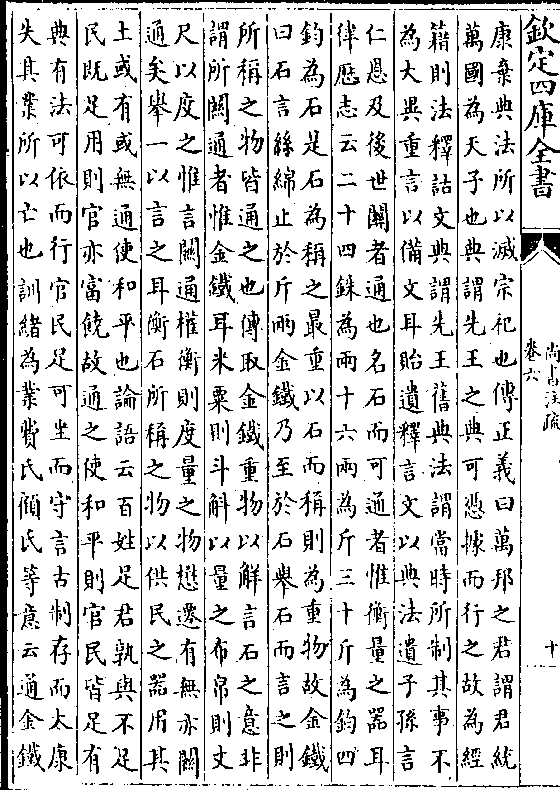 欽定四庫全書
尚書注疏
卷六
十
康棄典法所以滅宗祀也傳正義曰萬邦之君謂君統
萬國為天子也典謂先王之典可憑據而行之故為經
籍則法釋詁文典謂先王舊典法謂當時所制其事不
為大異重言以備文耳貽遺釋言文以典法遺子孫言
仁恩及後世關者通也名石而可通者惟衡量之器耳
律歷志云二十四銖為兩十六兩為斤三十斤為鈞四
鈞為石是石為稱之最重以石而稱則為重物故金鐵
曰石言絲綿止於斤兩金鐵乃至於石舉石而言之則
所稱之物皆通之也傳取金鐵重物以解言石之意非
謂所關通者惟金鐵耳米粟則斗斛以量之布帛則丈
尺以度之惟言關通權衡則度量之物懋遷有無亦關
通矣舉一以言之耳衡石所稱之物以供民之器用其
土或有或無通使和平也論語云百姓足君孰與不足
民既足用則官亦富饒故通之使和平則官民皆足有
典有法可依而行官民足可坐而守言古制存而太康
失其業所以亡也訓緒為業費氏顧氏等意云通金鐵